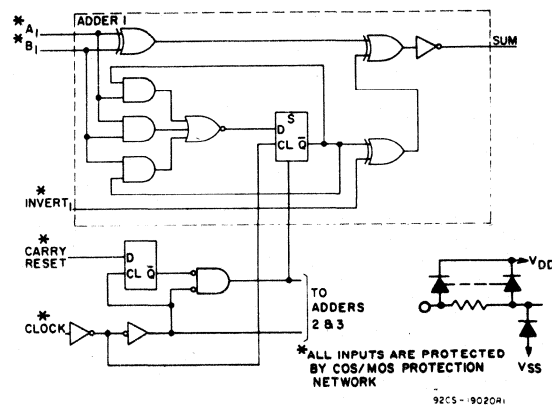 * ADDER 1
A1
* B1
SUM
S
D
CL Q̅
* INVERT1
* CARRY RESET
D
CL Q̅
* CLOCK
TO
ADDERS
2 & 3
VDD
VSS
*ALL INPUTS ARE PROTECTED
BY COS/MOS PROTECTION
NETWORK
92CS-19020R1